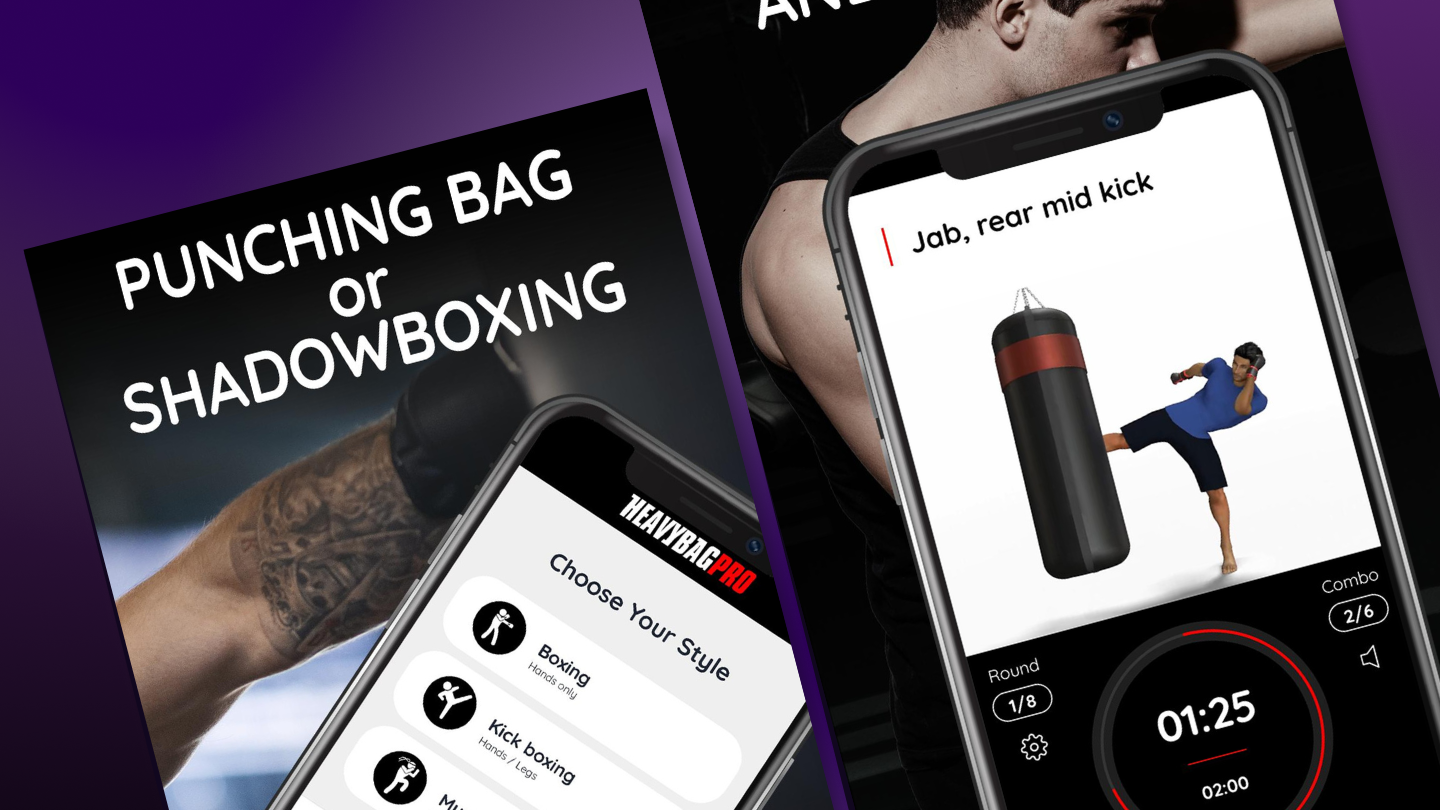 PUNCHING BAG
or
SHADOWBOXING
HEAVYBAGPRO
Choose Your Style
Boxing
Hands only
Kick boxing
Hands / Legs
Jab, rear mid kick
Combo
2/6
Round
1/8
01:25
02:00